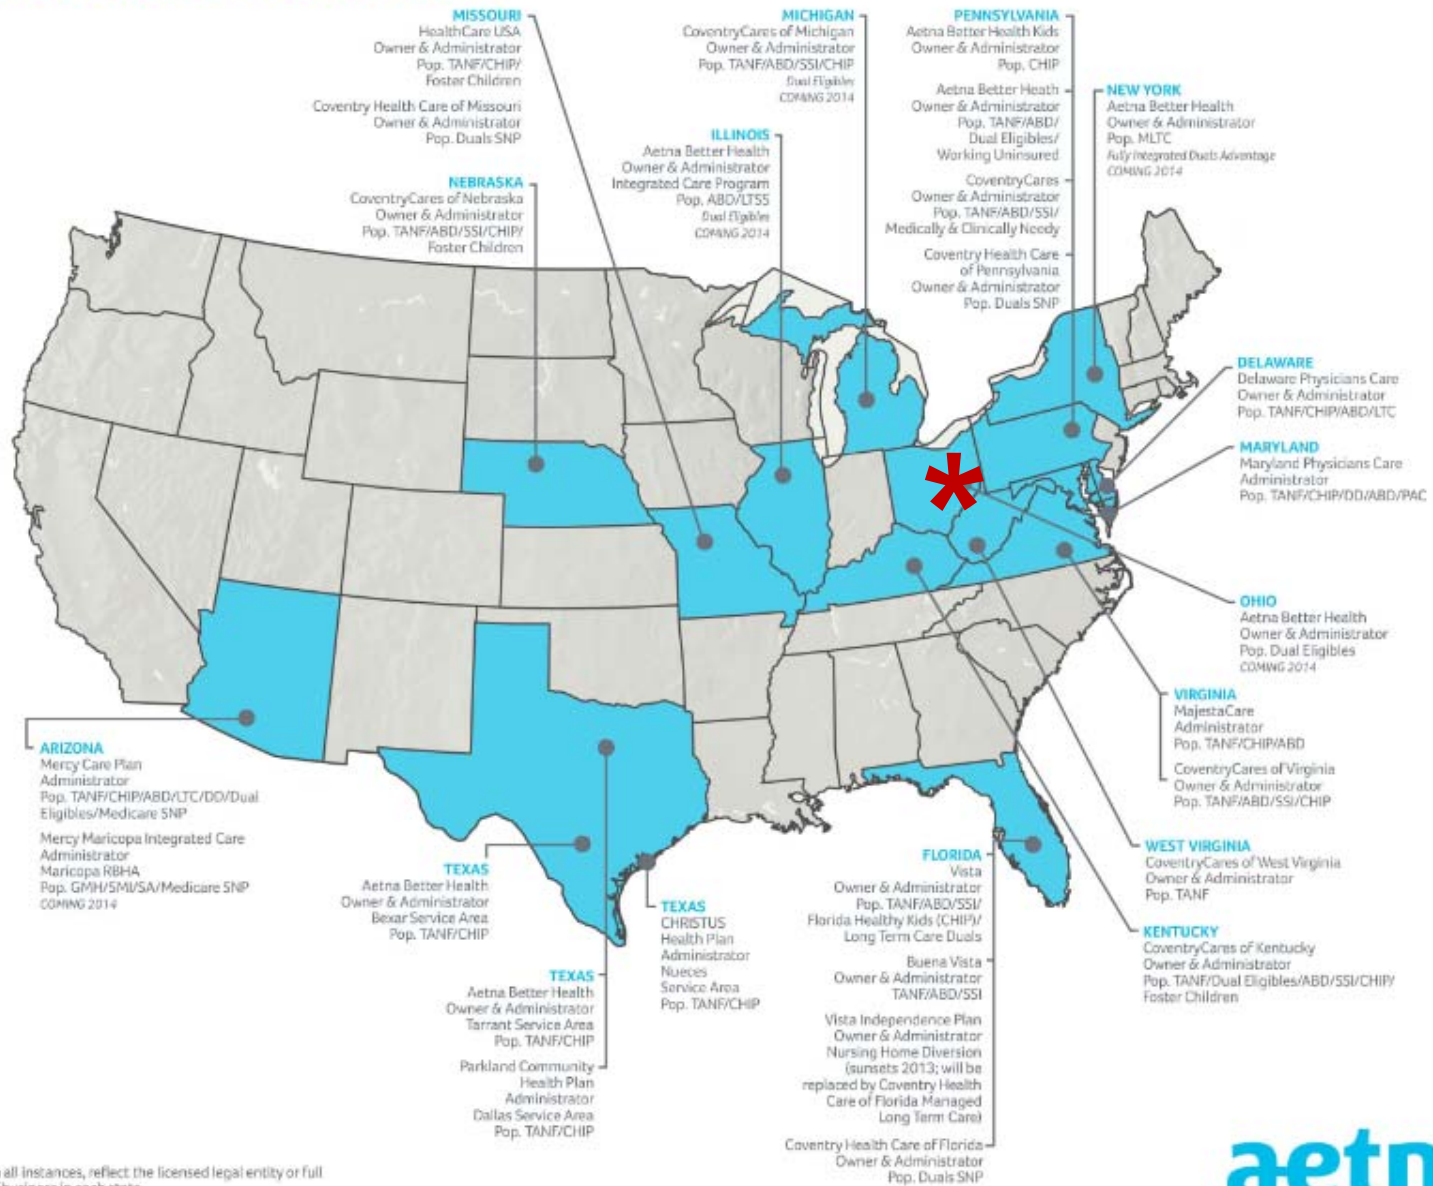 MISSOURI
HealthCare USA
Owner & Administrator
Pop. TANF/CHIP/
Foster Children
Coventry Health Care of Missouri
Owner & Administrator
Pop. Duals SNP
NEBRASKA
CoventryCares of Nebraska
Owner & Administrator
Pop. TANF/ABD/SSI/CHIP/
Foster Children
MICHIGAN
CoventryCares of Michigan
Owner & Administrator
Pop. TANF/ABD/SSI/CHIP
Dual Eligibles
COMING 2014
ILLINOIS
Aetna Better Health
Owner & Administrator
Integrated Care Program
Pop. ABD/LTSS
Dual Eligibles
COMING 2014
PENNSYLVANIA
Aetna Better Health Kids
Owner & Administrator
Pop. CHIP
Aetna Better Heath
Owner & Administrator
Pop. TANF/ABD/
Dual Eligibles/
Working Uninsured
CoventryCares
Owner & Administrator
Pop. TANF/ABD/SSI/
Medically & Clinically Needy
Coventry Health Care
of Pennsylvania
Owner & Administrator
Pop. Duals SNP
NEW YORK
Aetna Better Health
Owner & Administrator
Pop. MLTC
Fully Integrated Duals Advantage
COMING 2014
DELAWARE
Delaware Physicians Care
Owner & Administrator
Pop. TANF/CHIP/ABD/LTC
MARYLAND
Maryland Physicians Care
Administrator
Pop. TANF/CHIP/DD/ABD/PAC
*
OHIO
Aetna Better Health
Owner & Administrator
Pop. Dual Eligibles
COMING 2014
VIRGINIA
MajestaCare
Administrator
Pop. TANF/CHIP/ABD
CoventryCares of Virginia
Owner & Administrator
Pop. TANF/ABD/SSI/CHIP
WEST VIRGINIA
CoventryCares of West Virginia
Owner & Administrator
Pop. TANF
KENTUCKY
CoventryCares of Kentucky
Owner & Administrator
Pop. TANF/Dual Eligibles/ABD/SSI/CHIP/
Foster Children
ARIZONA
Mercy Care Plan
Administrator
Pop. TANF/CHIP/ABD/LTC/DD/Dual
Eligibles/Medicare SNP
Mercy Maricopa Integrated Care
Administrator
Maricopa RBHA
Pop. GMH/SMI/SA/Medicare SNP
COMING 2014
TEXAS
Aetna Better Health
Owner & Administrator
Bexar Service Area
Pop. TANF/CHIP
TEXAS
CHRISTUS
Health Plan
Administrator
Nueces
Service Area
Pop. TANF/CHIP
TEXAS
Aetna Better Health
Owner & Administrator
Tarrant Service Area
Pop. TANF/CHIP
Parkland Community
Health Plan
Administrator
Dallas Service Area
Pop. TANF/CHIP
FLORIDA
Vista
Owner & Administrator
Pop. TANF/ABD/SSI/
Florida Healthy Kids (CHIP)/
Long Term Care Duals
Buena Vista
Owner & Administrator
TANF/ABD/SSI
Vista Independence Plan
Owner & Administrator
Nursing Home Diversion
(sunsets 2013; will be
replaced by Coventry Health
Care of Florida Managed
Long Term Care)
Coventry Health Care of Florida
Owner & Administrator
Pop. Duals SNP
all instances, reflect the licensed legal entity or full
aetn